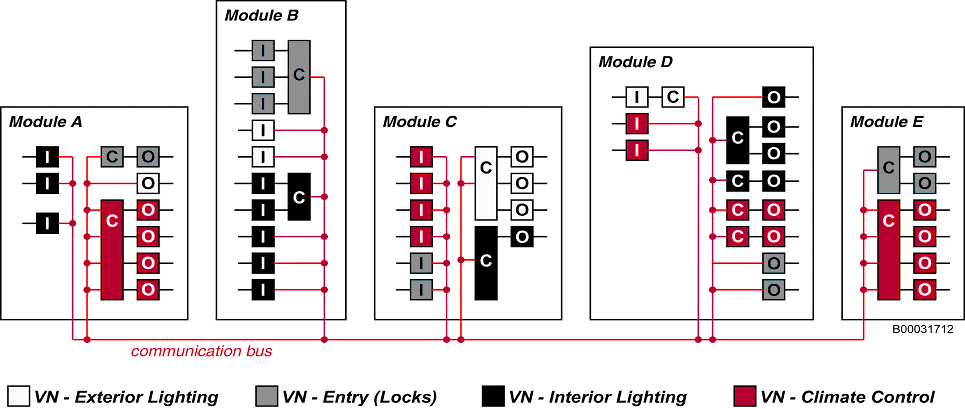 Module A
I C O
I O
C O
I
O
O
O
Module B
I
I C
I
I
I
I
I C
I
I
I
Module C
I C O
I O
I O
I O
I C
I
Module D
I C O
I C O
I O
C O
C O
C O
O
O
Module E
O
C
O
C O
O
O
O
B00031712
communication bus
VN - Exterior Lighting
VN - Entry (Locks)
VN - Interior Lighting
VN - Climate Control